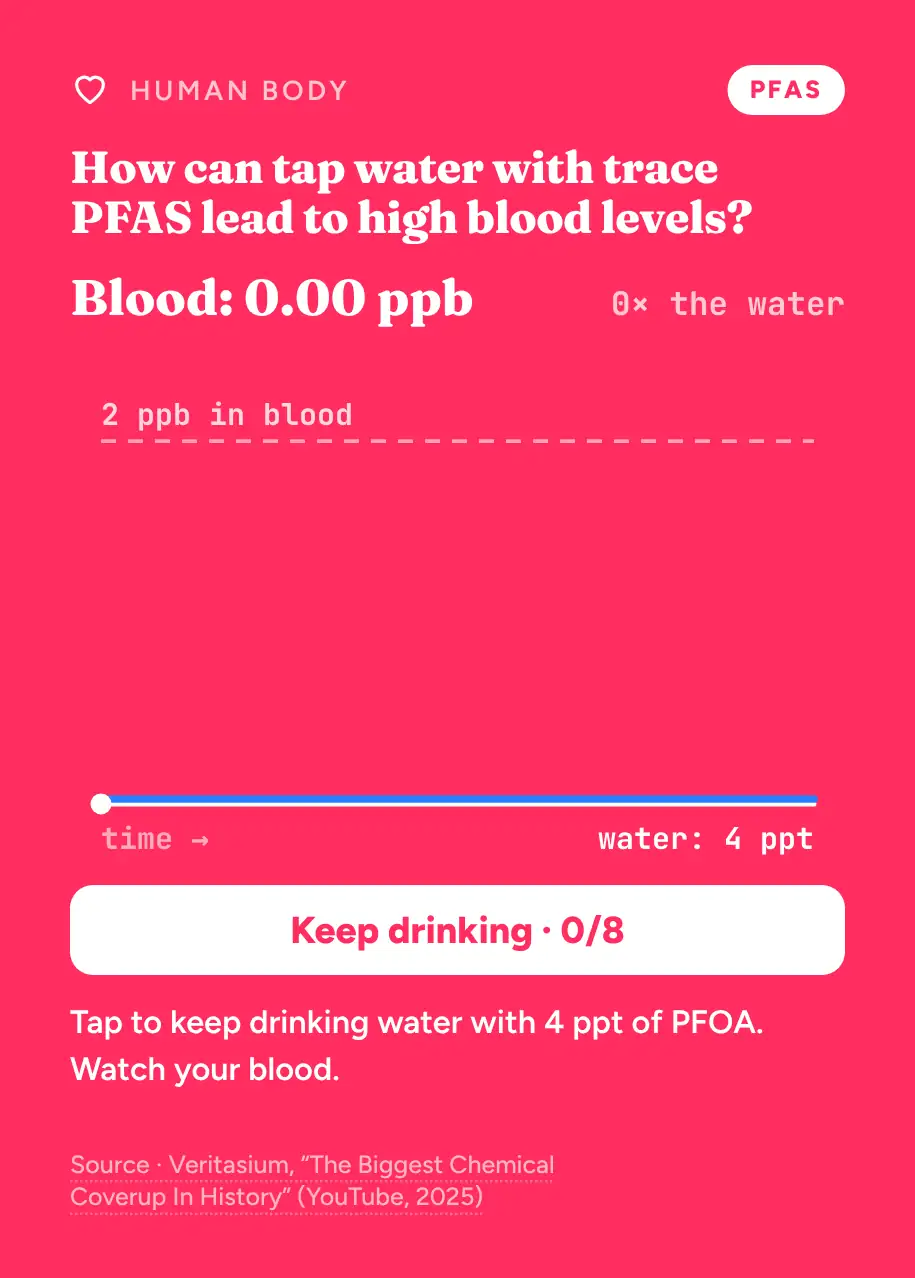 HUMAN BODY
PFAS
How can tap water with trace
PFAS lead to high blood levels?
Blood: 0.00 ppb
0× the water
2 ppb in blood
time →
water: 4 ppt
Keep drinking · 0/8
Tap to keep drinking water with 4 ppt of PFOA.
Watch your blood.
Source · Veritasium, “The Biggest Chemical
Coverup In History” (YouTube, 2025)